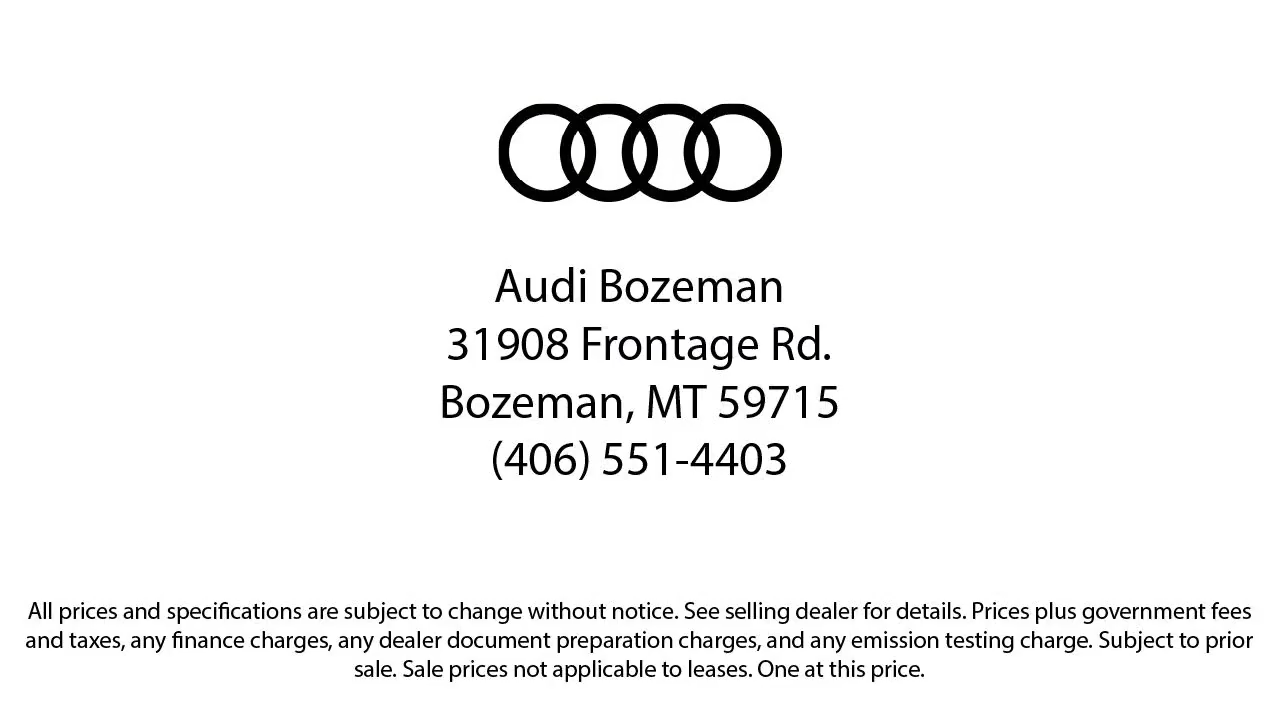 Audi Bozeman
31908 Frontage Rd.
Bozeman, MT 59715
(406) 551-4403
All prices and specifications are subject to change without notice. See selling dealer for details. Prices plus government fees
and taxes, any finance charges, any dealer document preparation charges, and any emission testing charge. Subject to prior
sale. Sale prices not applicable to leases. One at this price.